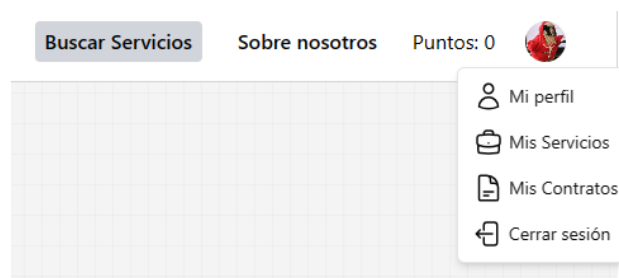 Buscar Servicios Sobre nosotros Puntos: 0
Mi perfil
Mis Servicios
Mis Contratos
Cerrar sesión